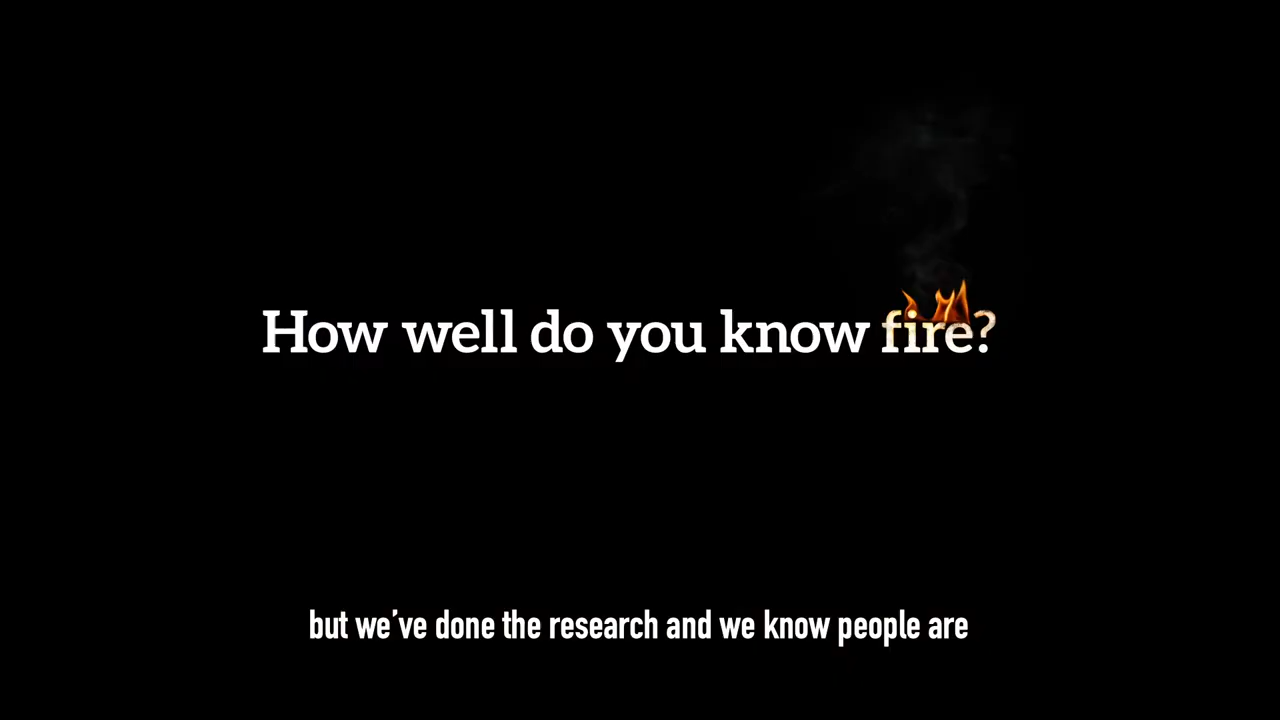 How well do you know fire?
but we’ve done the research and we know people are